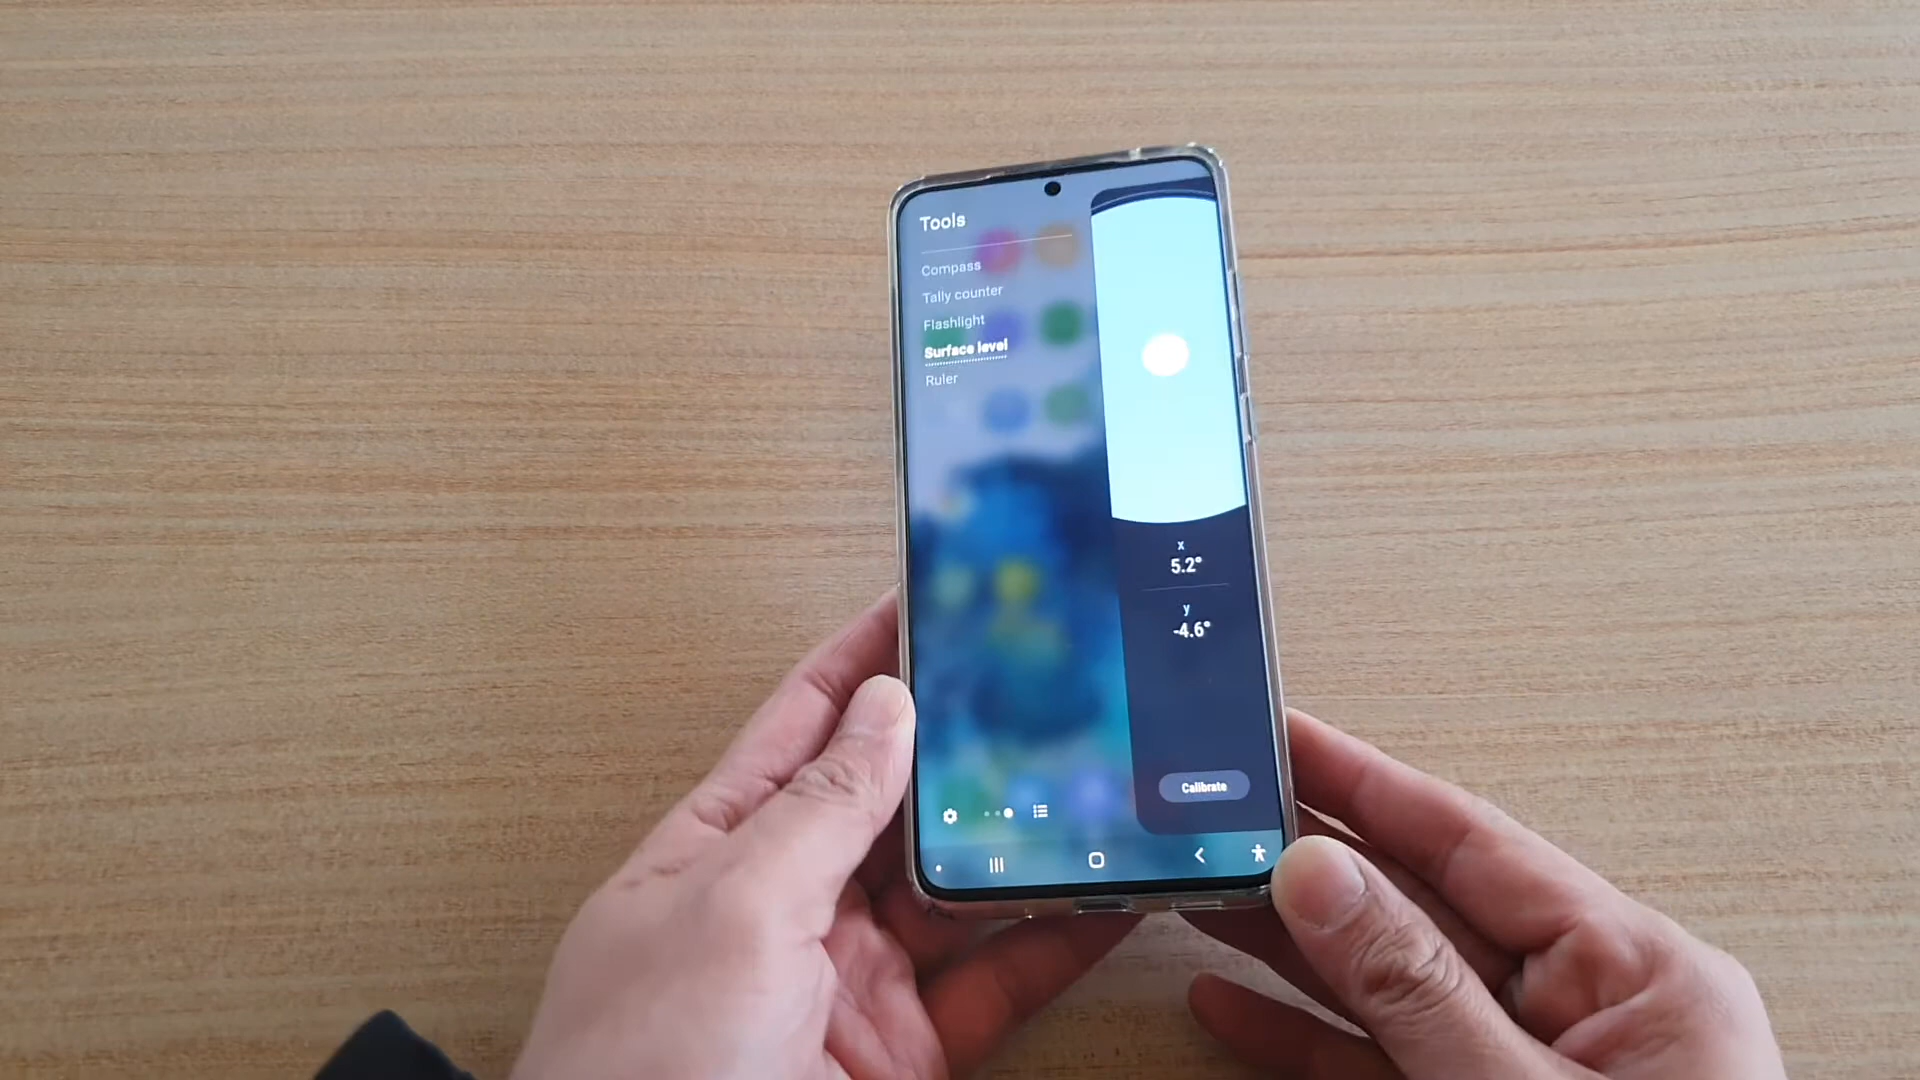 Tools
Compass
Tally counter
Flashlight
Surface level
Ruler
x
5.2°
y
-4.6°
Calibrate